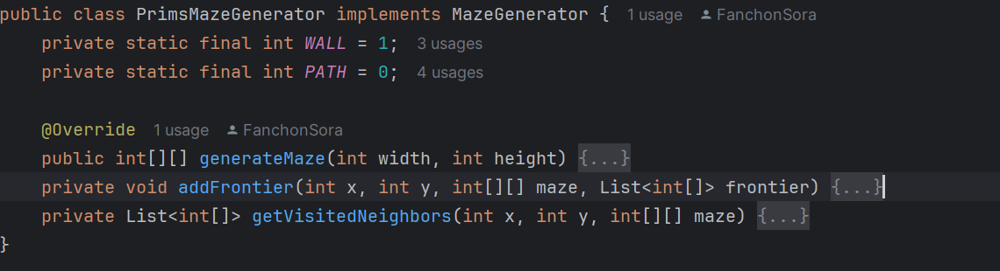 public class PrimsMazeGenerator implements MazeGenerator { 1 usage FanchonSora
private static final int WALL = 1; 3 usages
private static final int PATH = 0; 4 usages
@Override 1 usage FanchonSora
public int[][] generateMaze(int width, int height) {...}
private void addFrontier(int x, int y, int[][] maze, List<int[]> frontier) {...}
private List<int[]> getVisitedNeighbors(int x, int y, int[][] maze) {...}
}